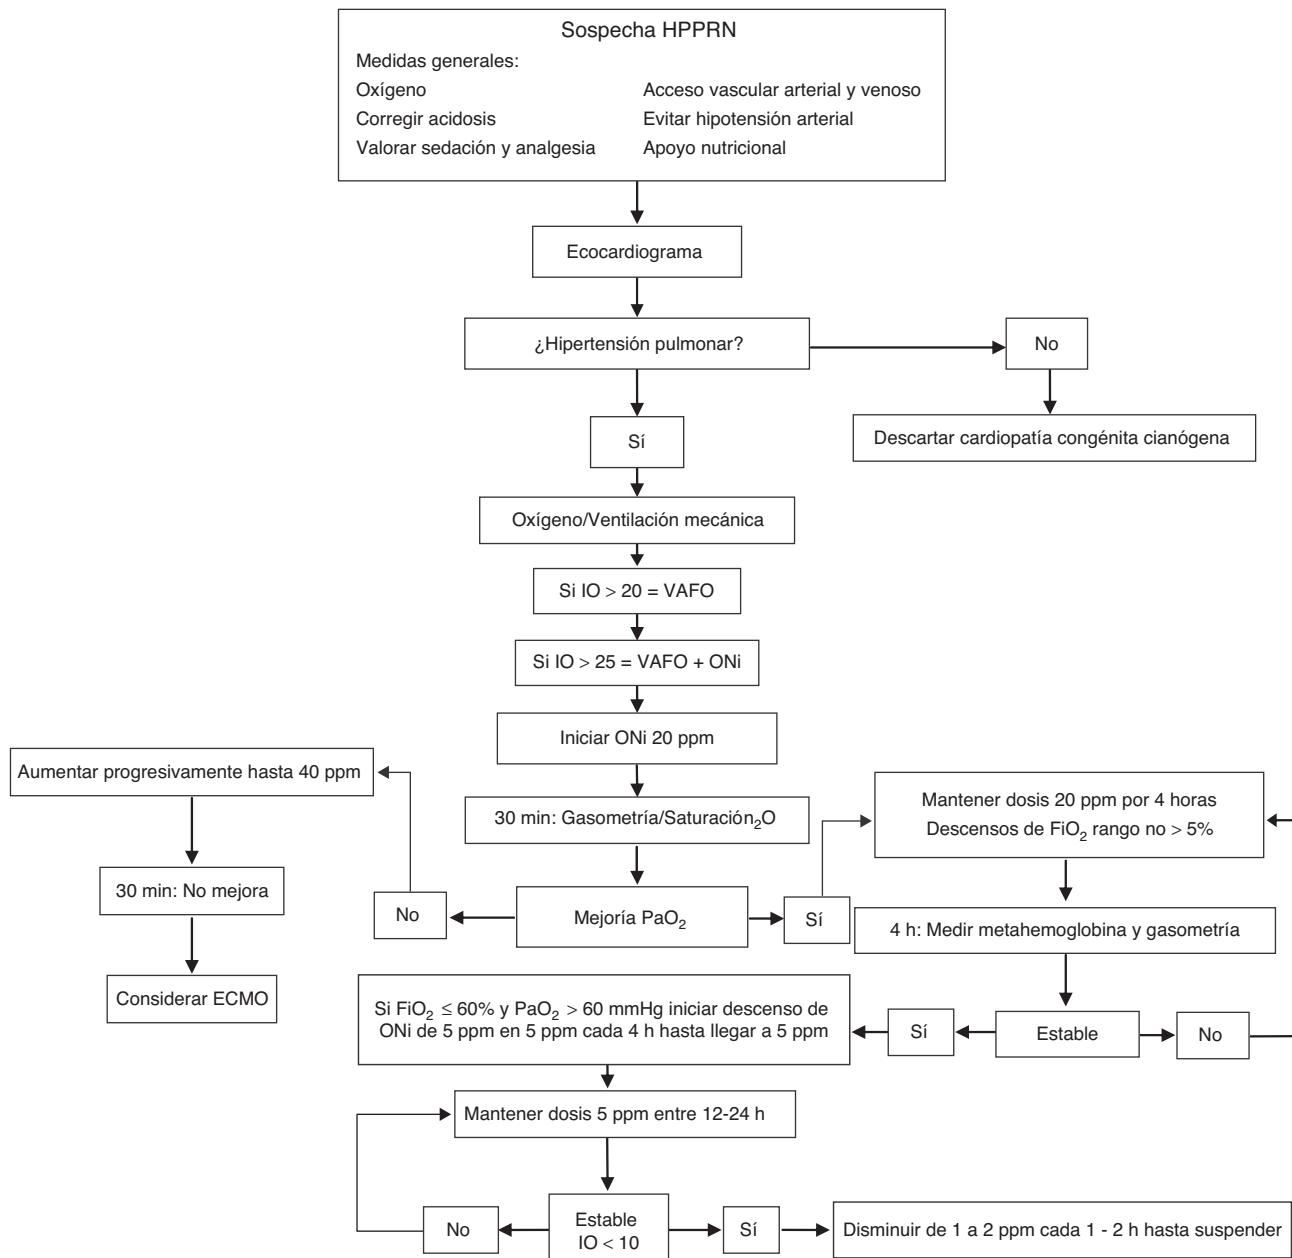 Sospecha HPPRN
Medidas generales:
Oxígeno
Acceso vascular arterial y venoso
Corregir acidosis
Evitar hipotensión arterial
Valorar sedación y analgesia
Apoyo nutricional
Ecocardiograma
¿Hipertensión pulmonar?
No
Descartar cardiopatía congénita cianógena
Sí
Oxígeno/Ventilación mecánica
Si IO > 20 = VAFO
Si IO > 25 = VAFO + ONi
Iniciar ONi 20 ppm
30 min: Gasometría/Saturación₂O
Mejoría PaO₂
No
Aumentar progresivamente hasta 40 ppm
30 min: No mejora
Considerar ECMO
Sí
Mantener dosis 20 ppm por 4 horas
Descensos de FiO₂ rango no > 5%
4 h: Medir metahemoglobina y gasometría
Estable
No
Sí
Si FiO₂ ≤ 60% y PaO₂ > 60 mmHg iniciar descenso de
ONi de 5 ppm en 5 ppm cada 4 h hasta llegar a 5 ppm
Mantener dosis 5 ppm entre 12-24 h
Estable
IO < 10
No
Sí
Disminuir de 1 a 2 ppm cada 1 - 2 h hasta suspender